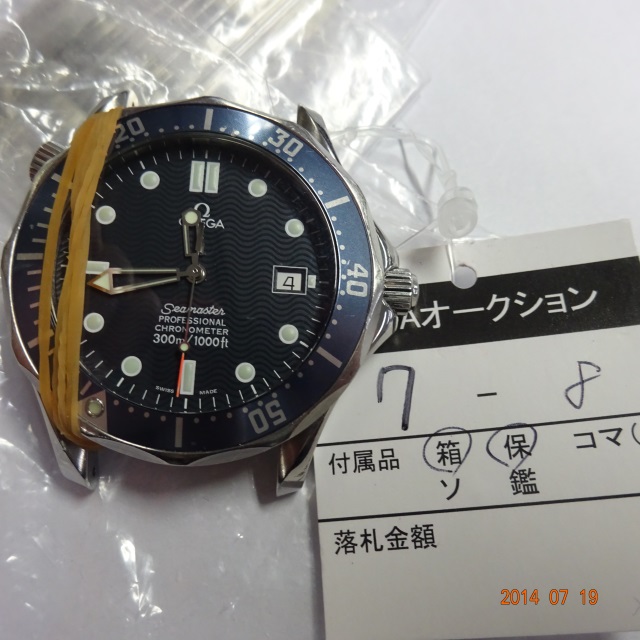 20
30
40
50
OMEGA
4
Seamaster
PROFESSIONAL
CHRONOMETER
300m/1000ft
SWISS MADE
Aオークション
7 - 8
付属品 箱 保 コマ(
ソ 鑑
落札金額
2014 07 19